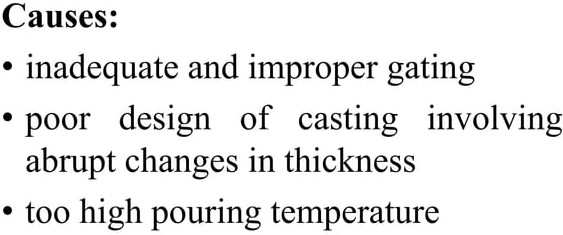 Causes:
• inadequate and improper gating
• poor design of casting involving
abrupt changes in thickness
• too high pouring temperature